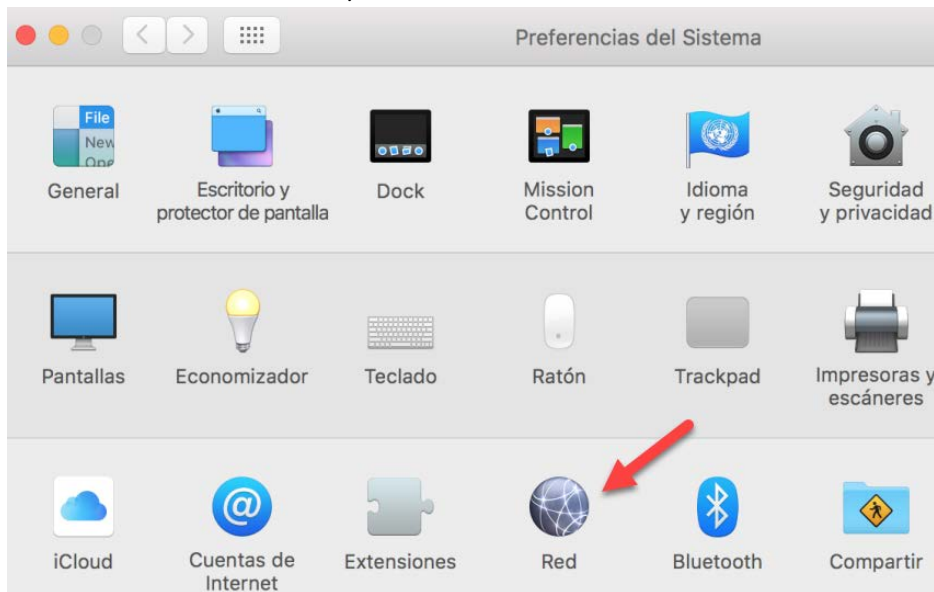 Preferencias del Sistema
File
New
Ope
General
Escritorio y
protector de pantalla
Dock
Mission
Control
Idioma
y región
Seguridad
y privacidad
Pantallas
Economizador
Teclado
Ratón
Trackpad
Impresoras y
escáneres
iCloud
@
Cuentas de
Internet
Extensiones
Red
Bluetooth
Compartir